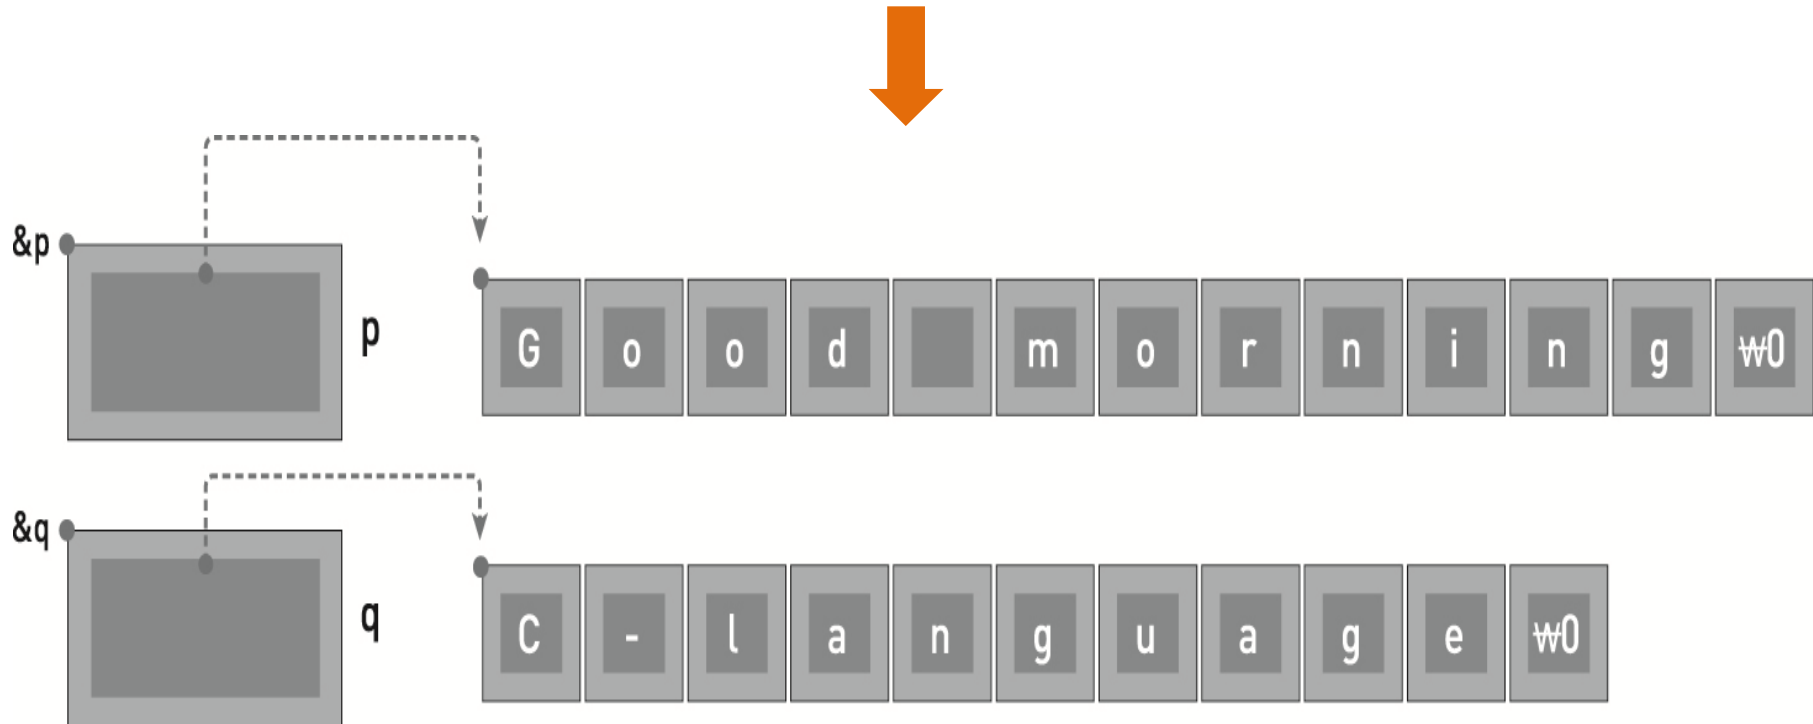 &p
p
G o o d m o r n i n g ₩0
&q
q
C - l a n g u a g e ₩0